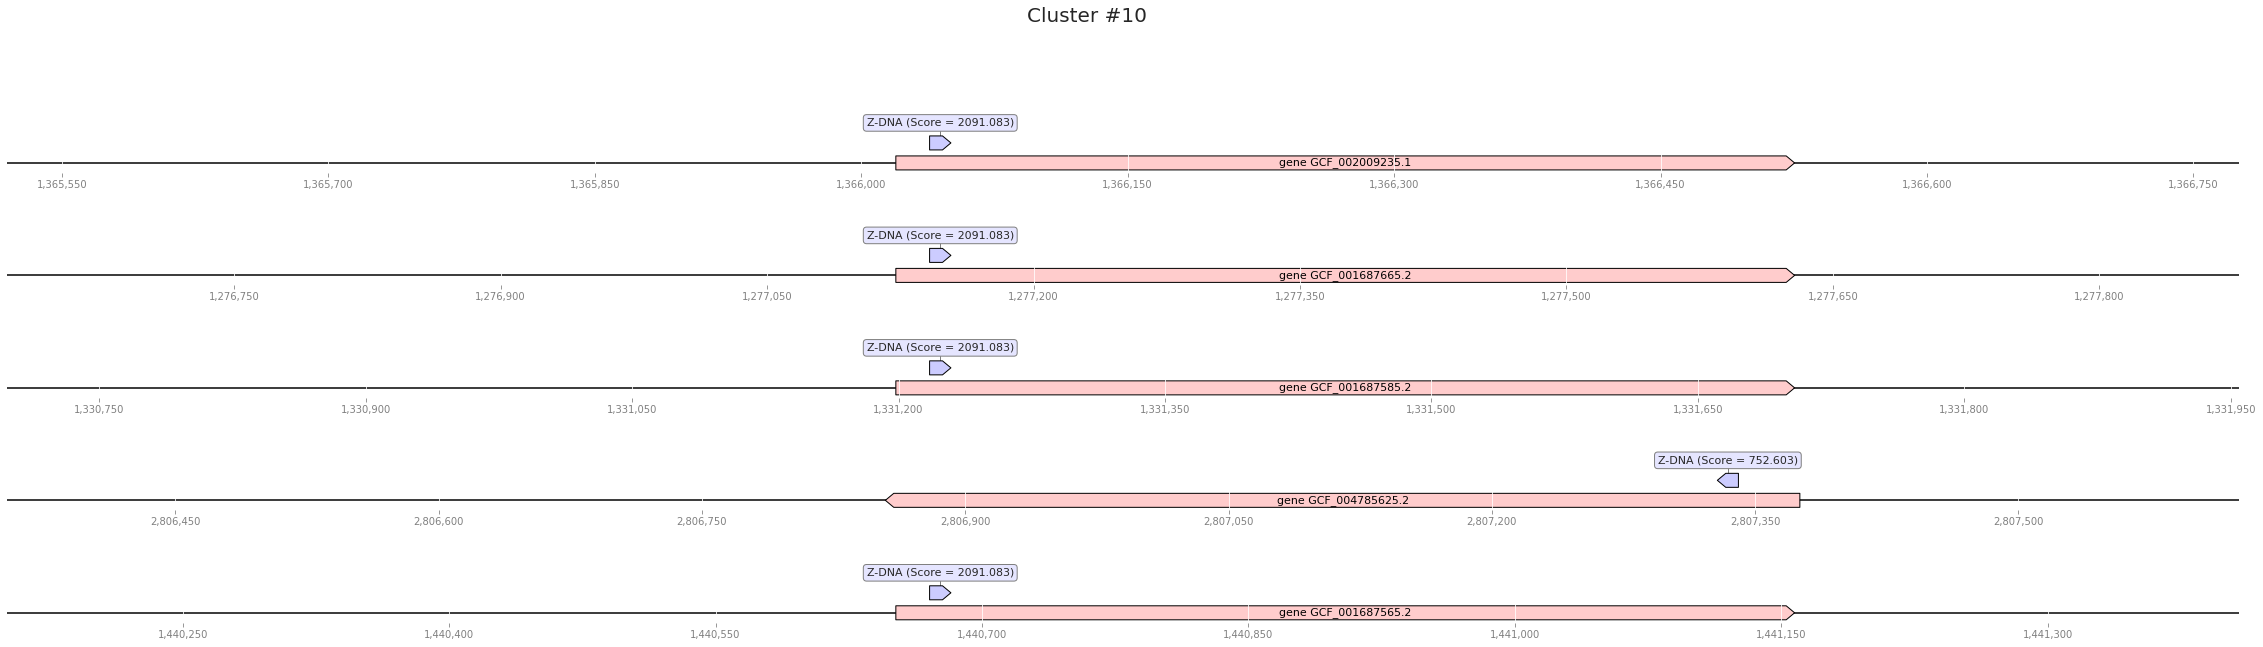 Cluster #10
Z-DNA (Score = 2091.083)
gene GCF_002009235.1
1,365,550 1,365,700 1,365,850 1,366,000 1,366,150 1,366,300 1,366,450 1,366,600 1,366,750
Z-DNA (Score = 2091.083)
gene GCF_001687665.2
1,276,750 1,276,900 1,277,050 1,277,200 1,277,350 1,277,500 1,277,650 1,277,800
Z-DNA (Score = 2091.083)
gene GCF_001687585.2
1,330,750 1,330,900 1,331,050 1,331,200 1,331,350 1,331,500 1,331,650 1,331,800 1,331,950
Z-DNA (Score = 752.603)
gene GCF_004785625.2
2,806,450 2,806,600 2,806,750 2,806,900 2,807,050 2,807,200 2,807,350 2,807,500
Z-DNA (Score = 2091.083)
gene GCF_001687565.2
1,440,250 1,440,400 1,440,550 1,440,700 1,440,850 1,441,000 1,441,150 1,441,300